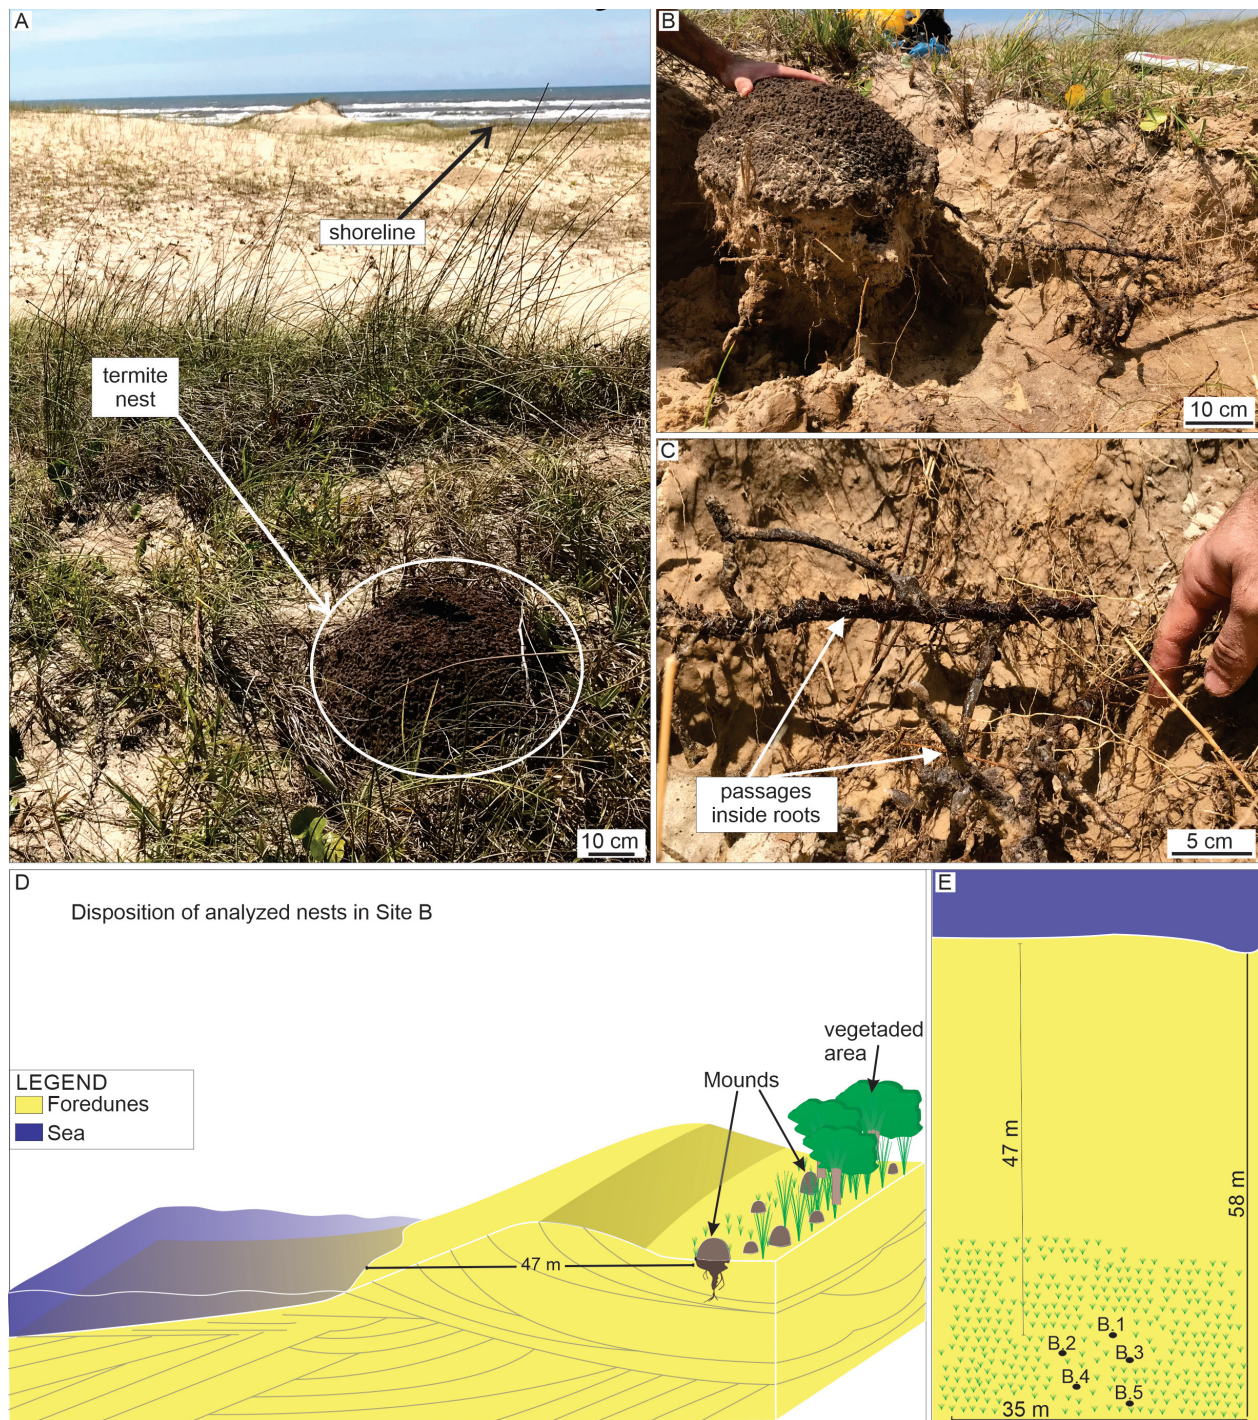 A
shoreline
termite
nest
10 cm
B
10 cm
C
passages
inside roots
5 cm
D
Disposition of analyzed nests in Site B
vegetaded
area
Mounds
LEGEND
Foredunes
Sea
47 m
E
47 m
58 m
B.1
B.2
B.3
B.4
B.5
35 m